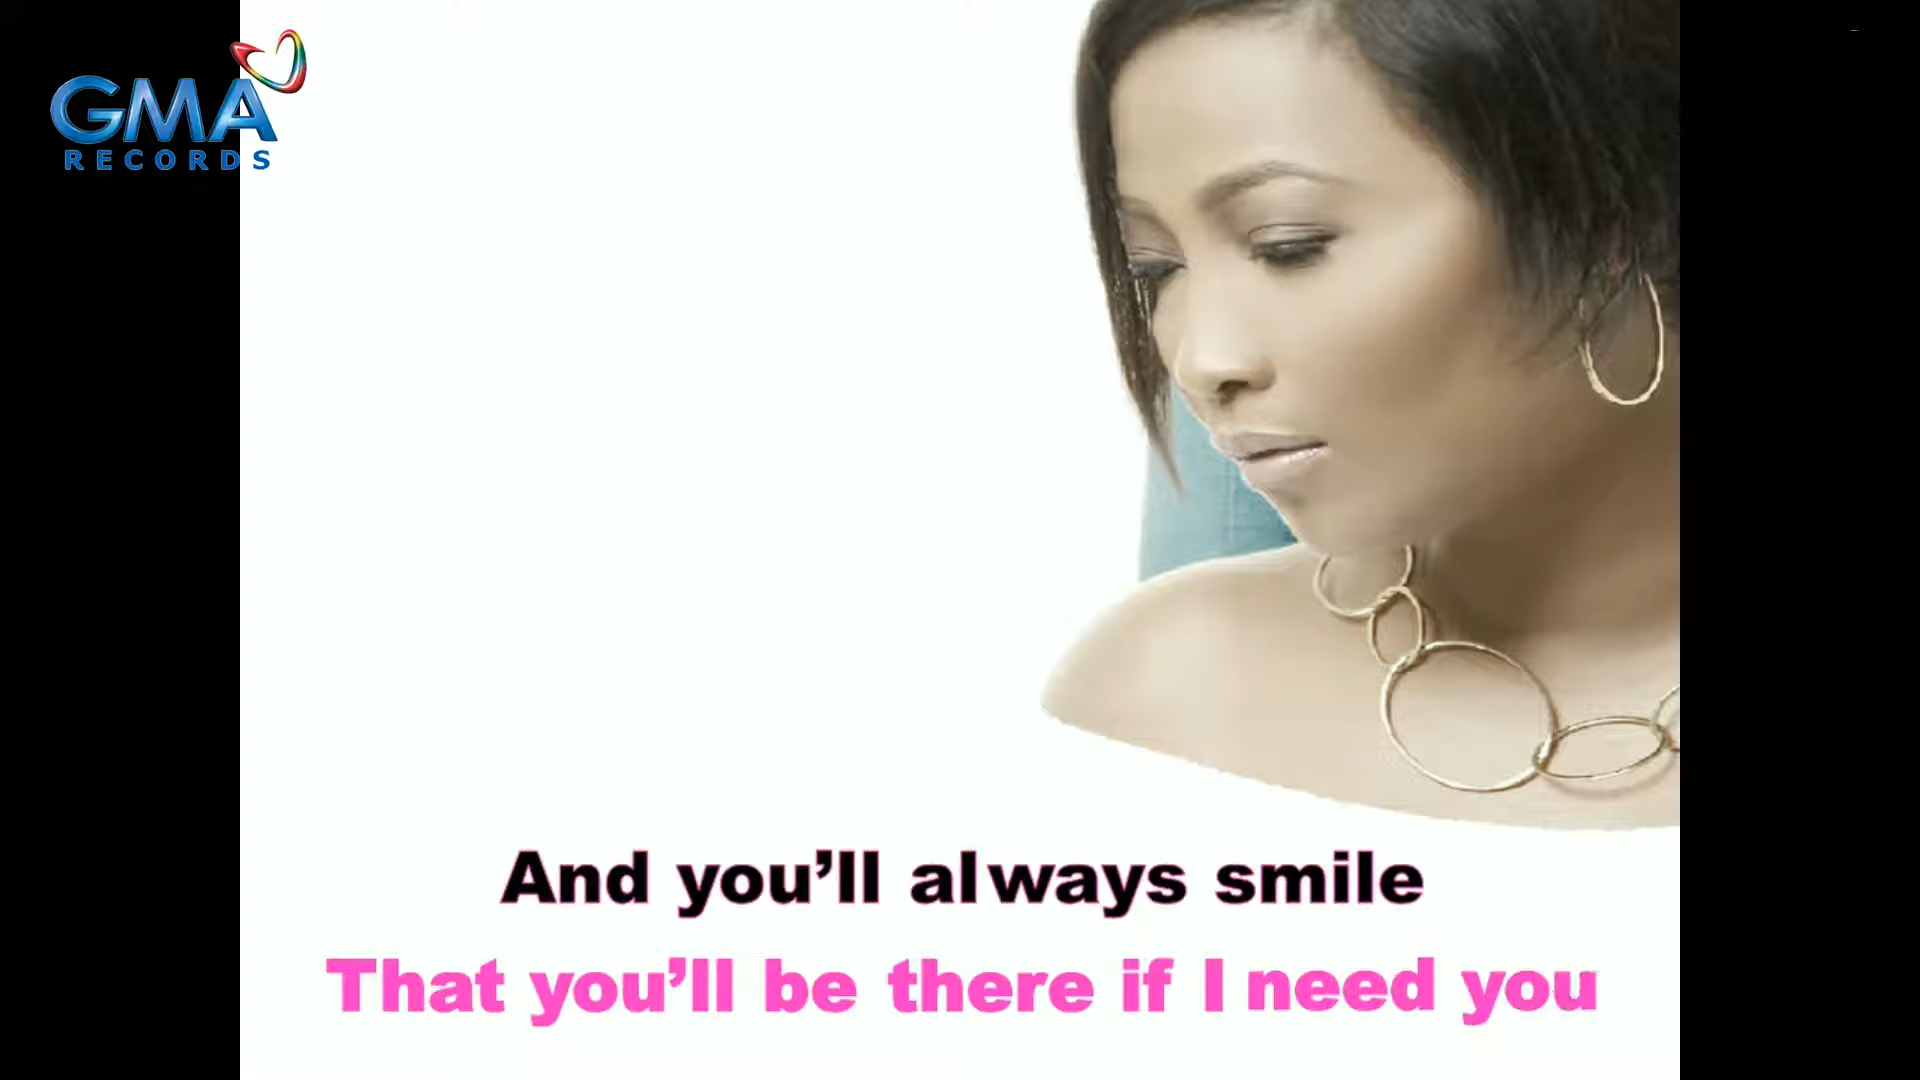 GMA
RECORDS
And you’ll always smile
That you’ll be there if I need you